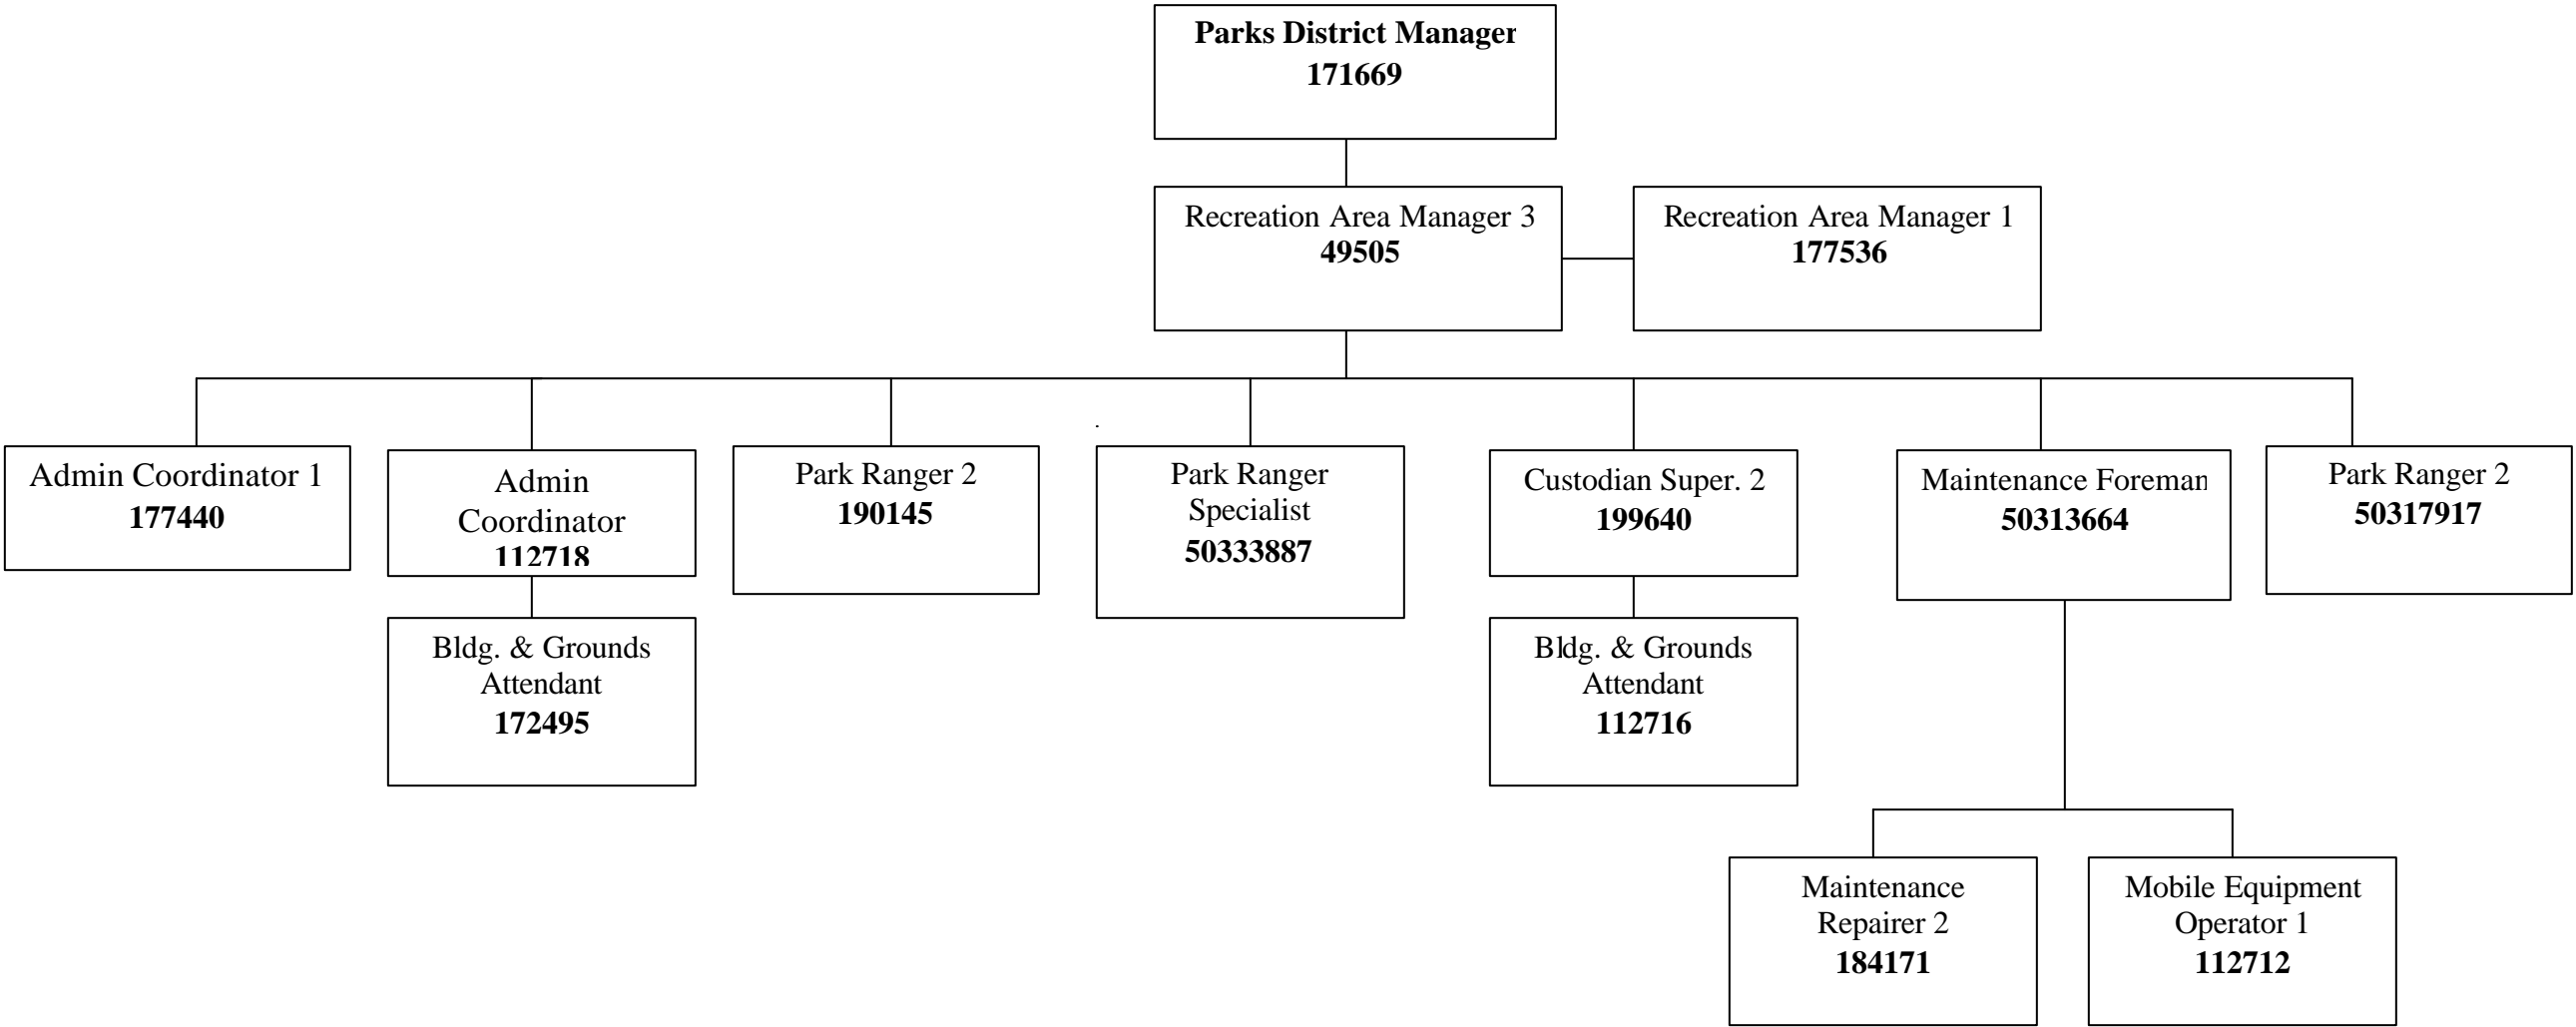 Parks District Manager
171669
Recreation Area Manager 3
49505
Recreation Area Manager 1
177536
Admin Coordinator 1
177440
Admin
Coordinator
112718
Park Ranger 2
190145
Park Ranger
Specialist
50333887
Custodian Super. 2
199640
Maintenance Foreman
50313664
Park Ranger 2
50317917
Bldg. & Grounds
Attendant
172495
Bldg. & Grounds
Attendant
112716
Maintenance
Repairer 2
184171
Mobile Equipment
Operator 1
112712